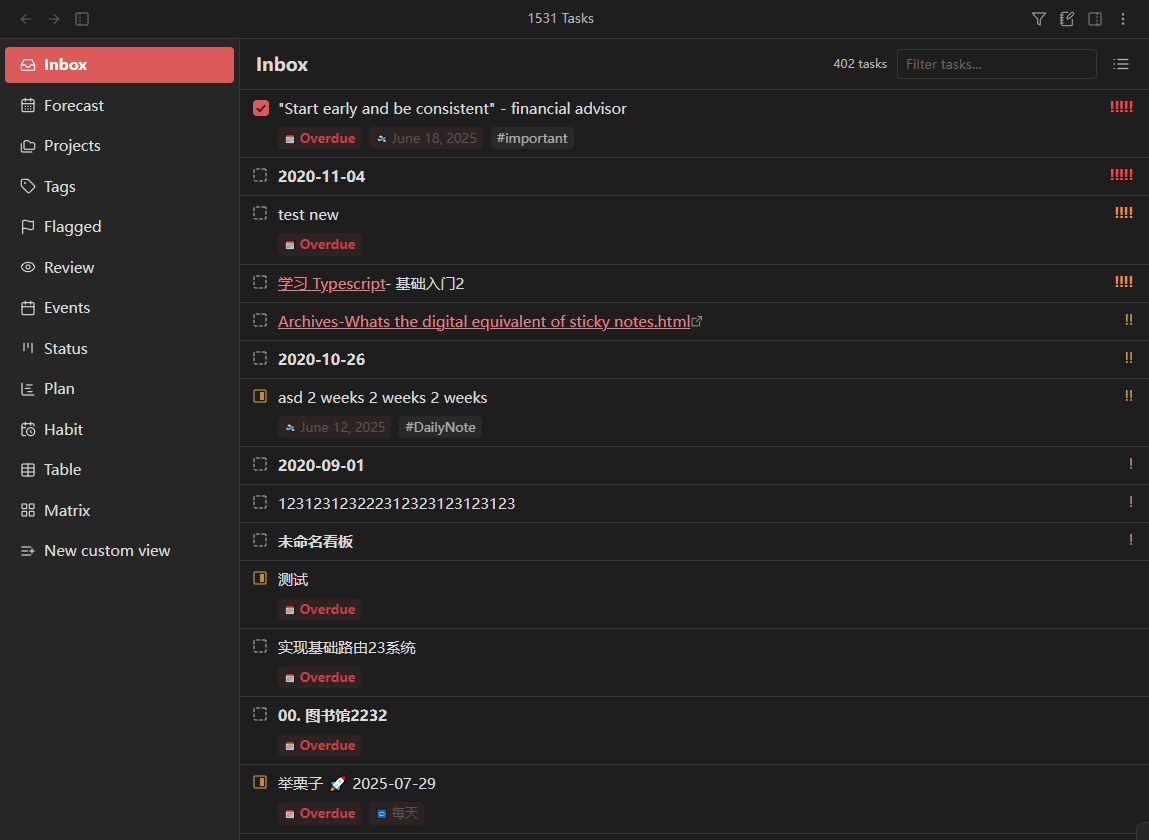 1531 Tasks
Inbox
Forecast
Projects
Tags
Flagged
Review
Events
Status
Plan
Habit
Table
Matrix
New custom view
Inbox
402 tasks
Filter tasks...
"Start early and be consistent" - financial advisor
!!!!!
Overdue
June 18, 2025
#important
2020-11-04
!!!!!
test new
!!!!
Overdue
学习 Typescript- 基础入门2
!!!!
Archives-Whats the digital equivalent of sticky notes.html
!!
2020-10-26
!!
asd 2 weeks 2 weeks 2 weeks
!!
June 12, 2025
#DailyNote
2020-09-01
!
123123123222312323123123123
!
未命名看板
!
测试
Overdue
实现基础路由23系统
Overdue
00. 图书馆2232
Overdue
举栗子 🚀 2025-07-29
Overdue
每天